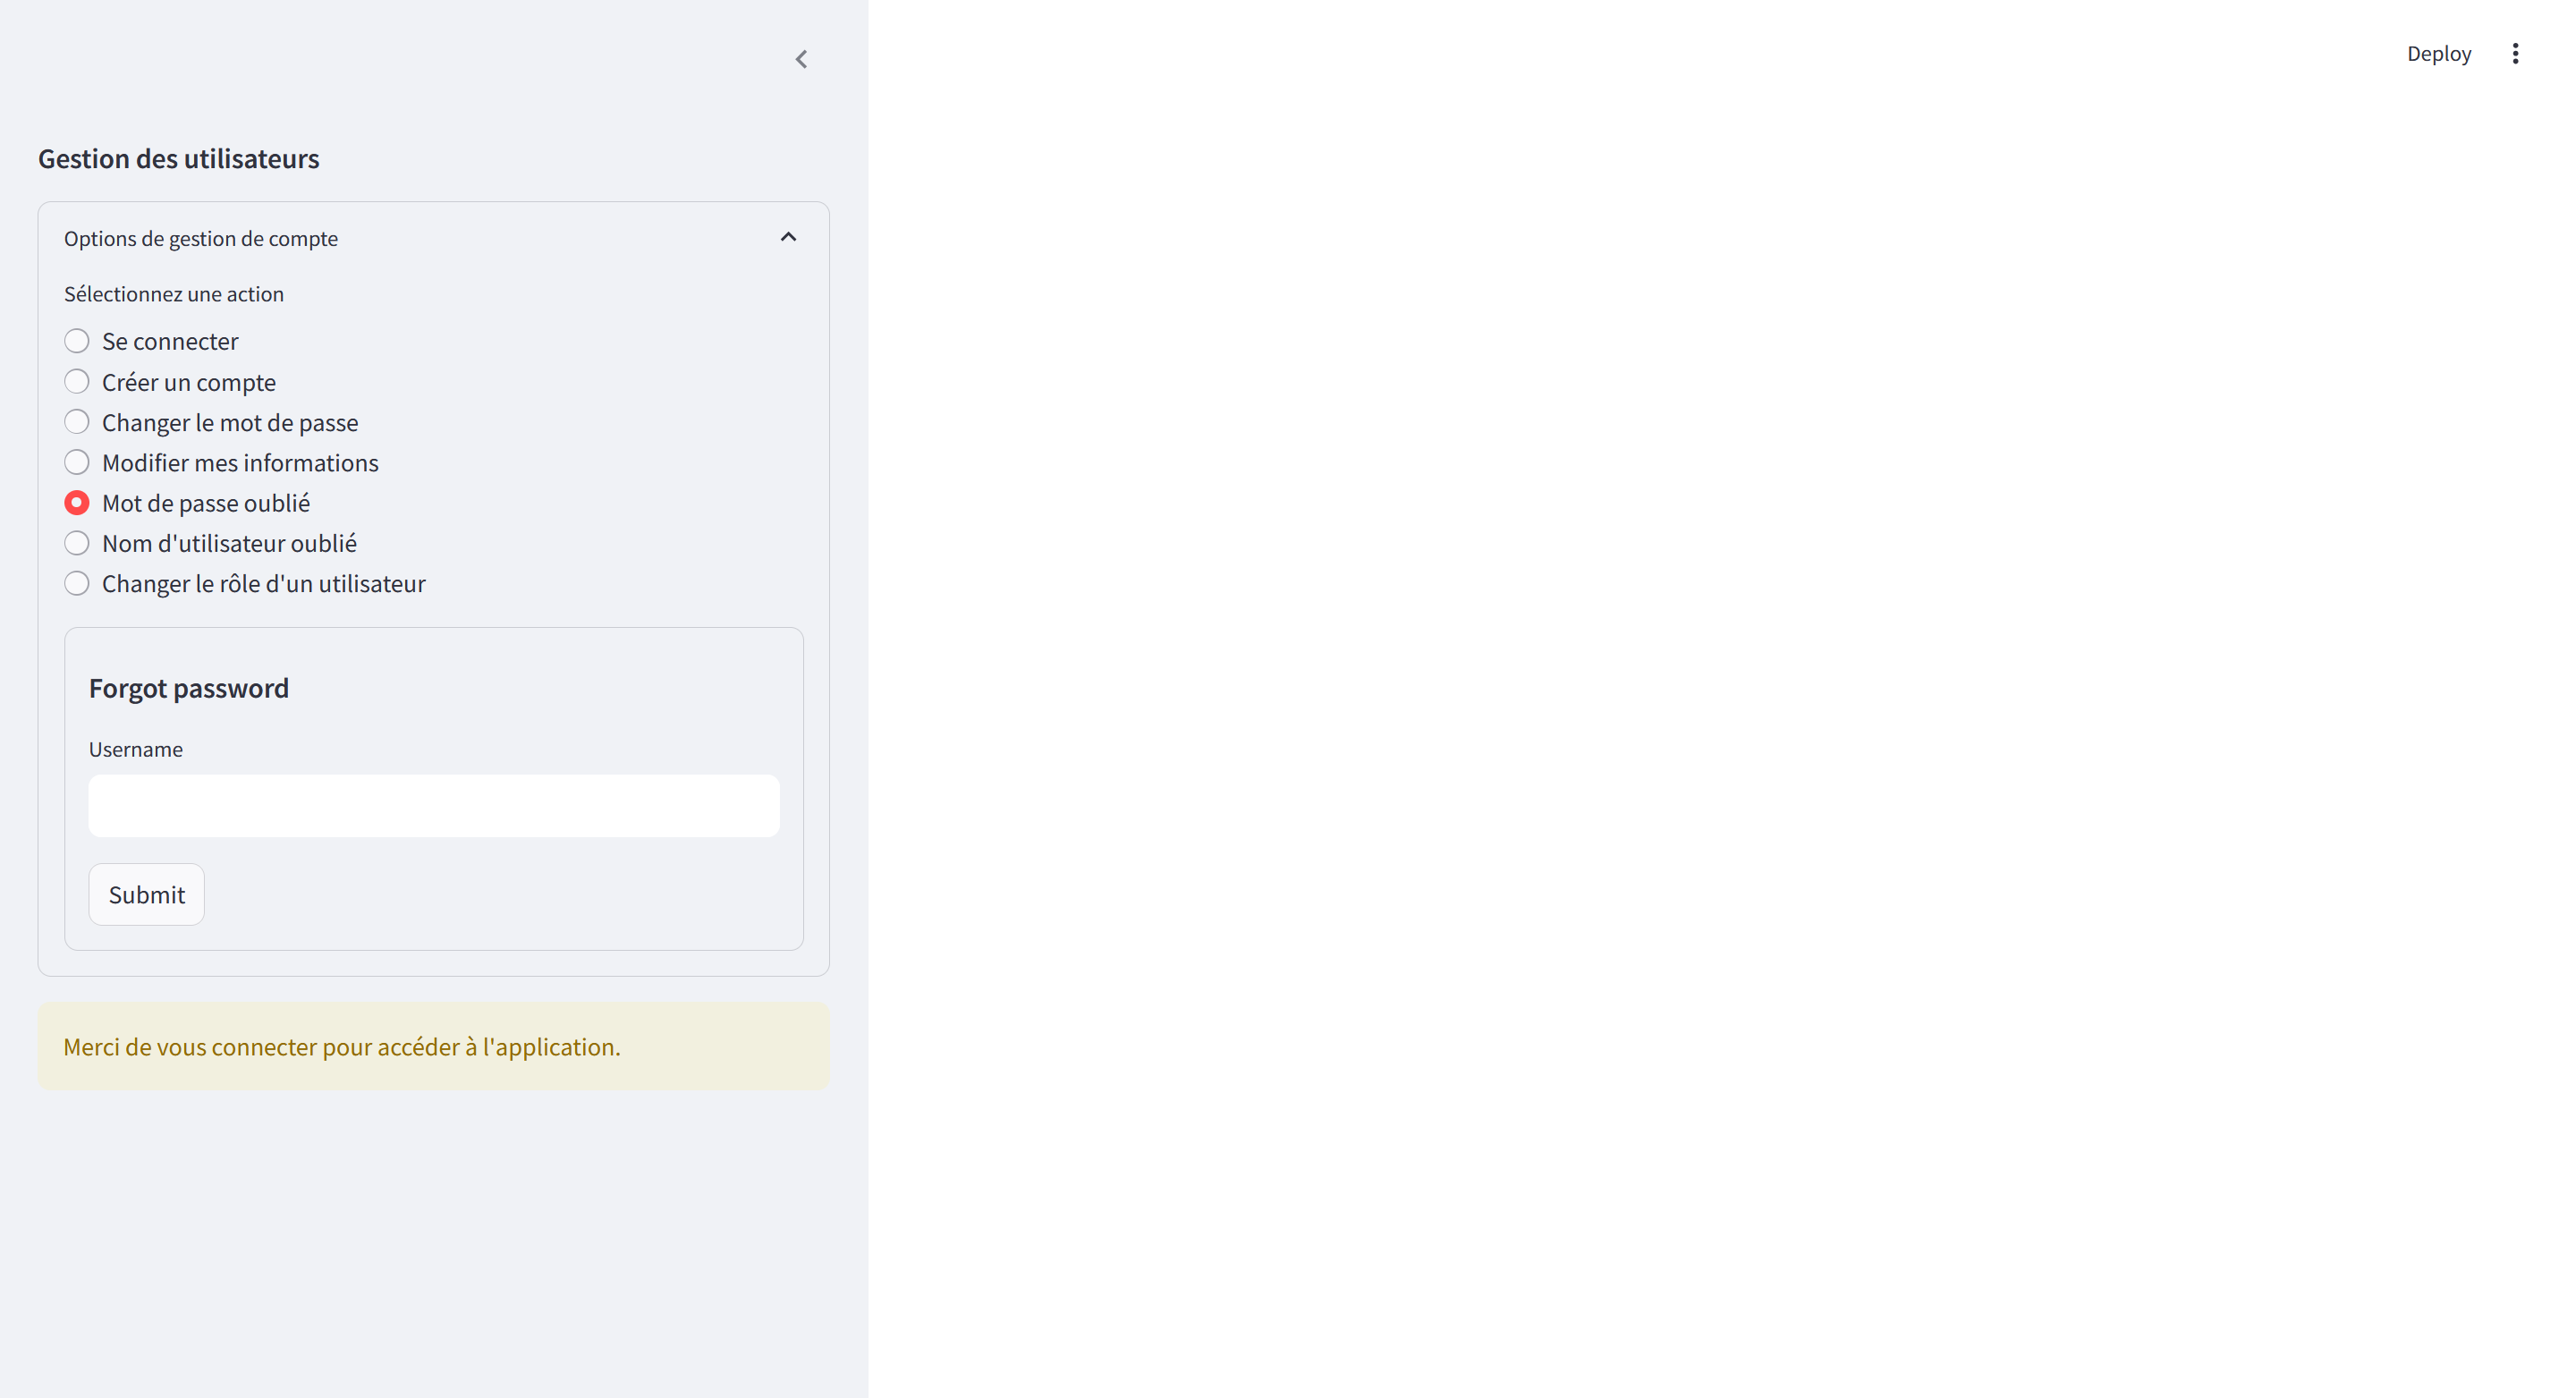 Deploy
Gestion des utilisateurs
Options de gestion de compte
Sélectionnez une action
Se connecter
Créer un compte
Changer le mot de passe
Modifier mes informations
Mot de passe oublié
Nom d'utilisateur oublié
Changer le rôle d'un utilisateur
Forgot password
Username
Submit
Merci de vous connecter pour accéder à l'application.